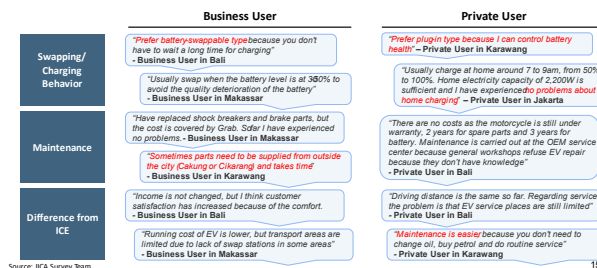 Business User
Private User
Swapping/
Charging
Behavior
"Prefer battery-swappable type because you don't
have to wait a long time for charging"
- Business User in Bali
"Usually swap when the battery level is at 30-50% to
avoid the quality deterioration of the battery"
- Business User in Makassar
"Prefer plug-in type because I can control battery
health" – Private User in Karawang
"Usually charge at home around 7 to 9am, from 50%
to 100%. Home electricity capacity of 2,200W is
sufficient and I have experienced no problems about
home charging" – Private User in Jakarta
Maintenance
"Have replaced shock breakers and brake parts, but
the cost is covered by Grab. So far I have experienced
no problems.- Business User in Makassar
"Sometimes parts need to be supplied from outside
the city (Cakung or Cikarang) and takes time"
- Business User in Karawang
"There are no costs as the motorcycle is still under
warranty, 2 years for spare parts and 3 years for
battery. Maintenance is carried out at the OEM service
center because general workshops refuse EV repair
because they don't have knowledge"
- Private User in Bali
Difference from
ICE
"Income is not changed, but I think customer
satisfaction has increased because of the comfort.
- Business User in Bali
"Running cost of EV is lower, but transport areas are
limited due to lack of swap stations in some areas"
- Business User in Makassar
"Driving distance is the same so far. Regarding service,
the problem is that EV service places are still limited"
- Private User in Bali
"Maintenance is easier, because you don't need to
change oil, buy petrol and do routine service"
- Private User in Karawang
Source: JICA Survey Team